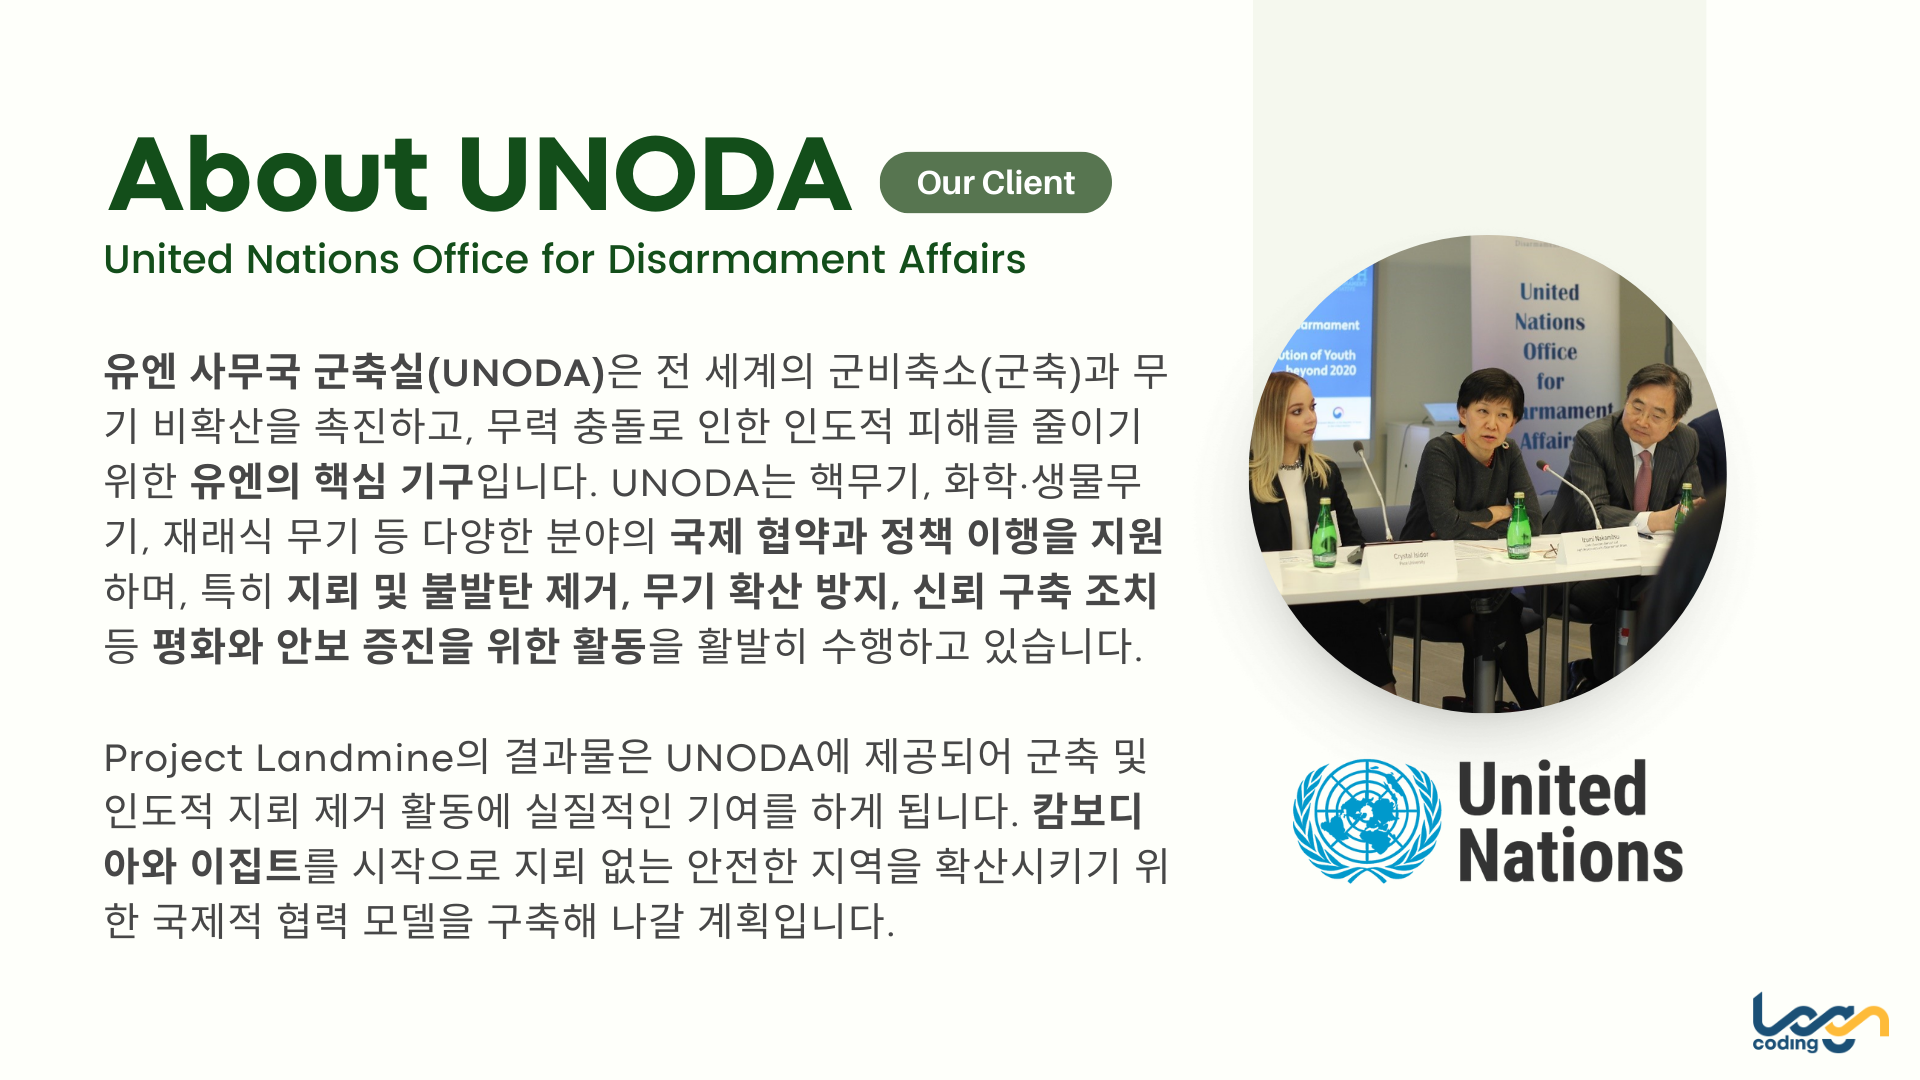 About UNODA
Our Client
United Nations Office for Disarmament Affairs
유엔 사무국 군축실(UNODA)은 전 세계의 군비축소(군축)과 무
기 비확산을 촉진하고, 무력 충돌로 인한 인도적 피해를 줄이기
위한 유엔의 핵심 기구입니다. UNODA는 핵무기, 화학·생물무
기, 재래식 무기 등 다양한 분야의 국제 협약과 정책 이행을 지원
하며, 특히 지뢰 및 불발탄 제거, 무기 확산 방지, 신뢰 구축 조치
등 평화와 안보 증진을 위한 활동을 활발히 수행하고 있습니다.
Project Landmine의 결과물은 UNODA에 제공되어 군축 및
인도적 지뢰 제거 활동에 실질적인 기여를 하게 됩니다. 캄보디
아와 이집트를 시작으로 지뢰 없는 안전한 지역을 확산시키기 위
한 국제적 협력 모델을 구축해 나갈 계획입니다.
armament
ution of Youth
beyond 2020
United
Nations
Office
for
armament
Affairs
Crystal Isidor
Izumi Nakamitsu
United
Nations
coding